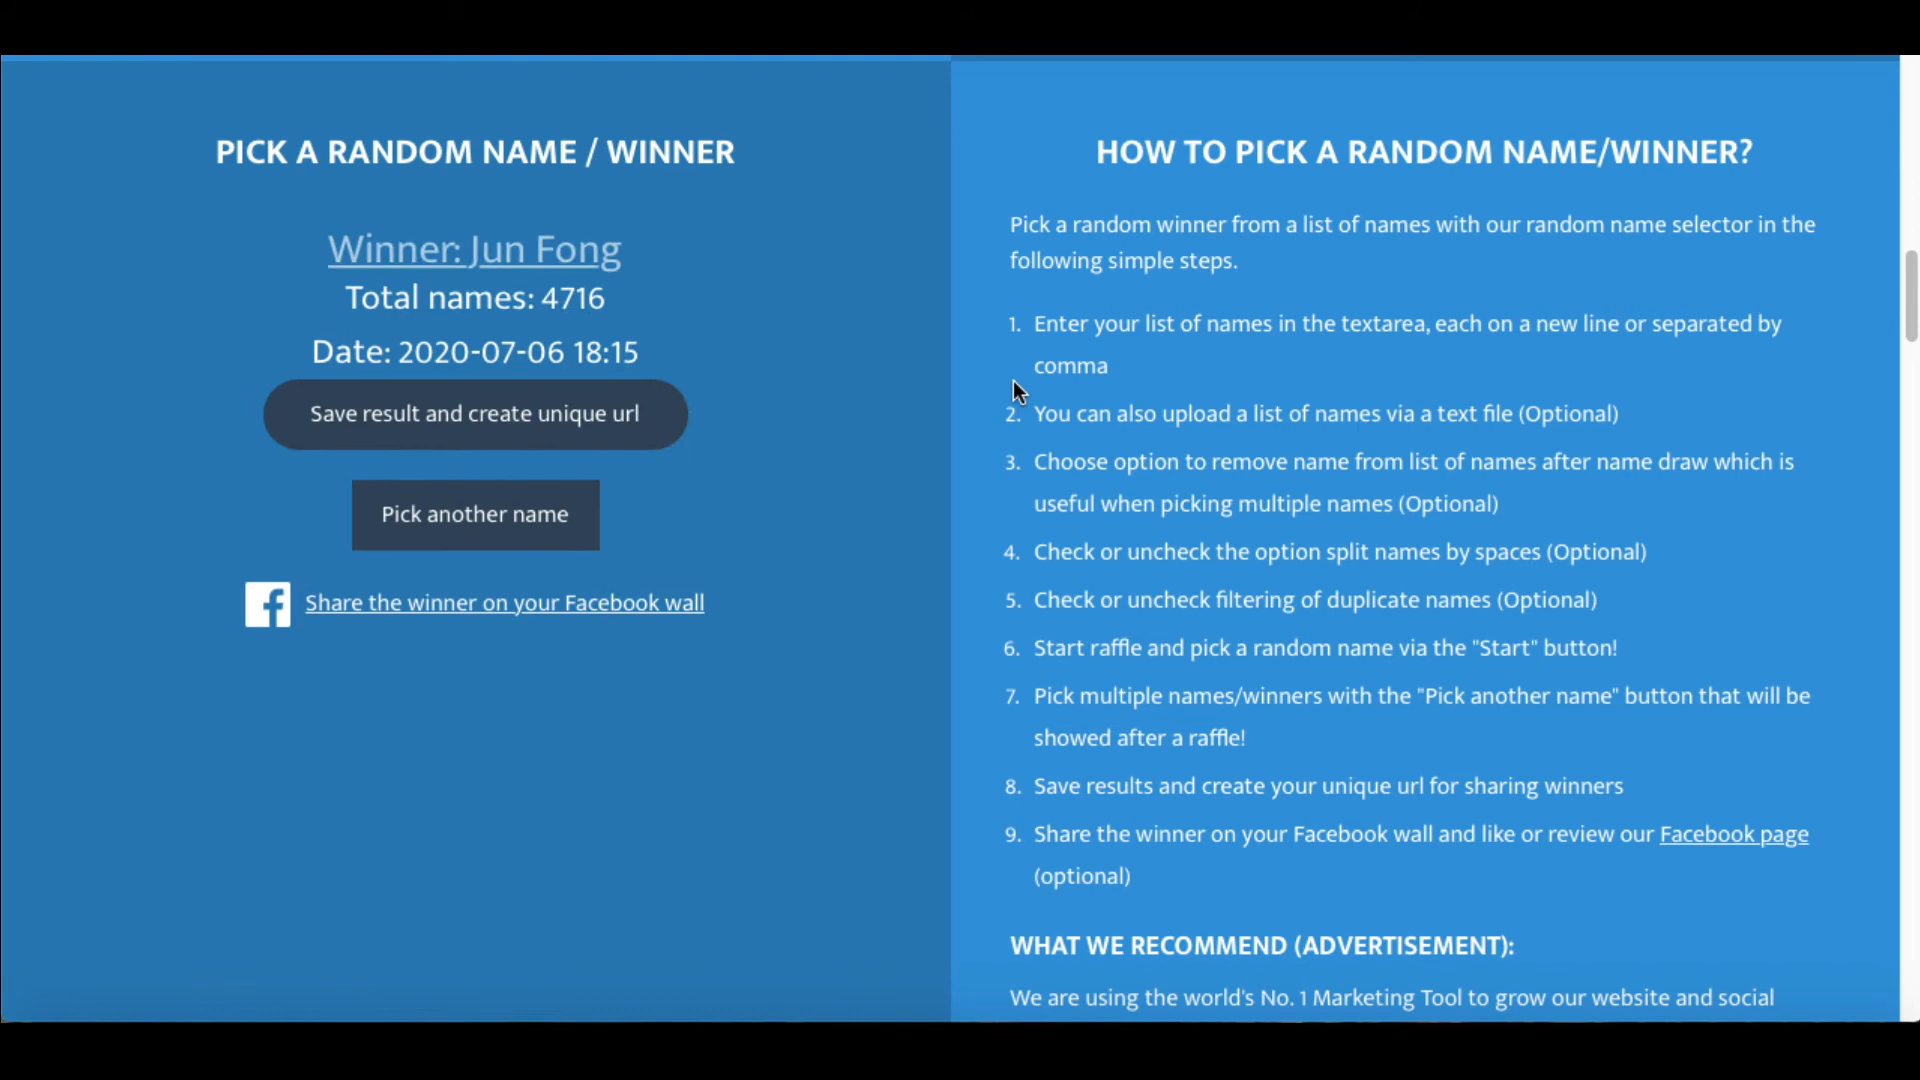 PICK A RANDOM NAME / WINNER
Winner: Jun Fong
Total names: 4716
Date: 2020-07-06 18:15
Save result and create unique url
Pick another name
Share the winner on your Facebook wall
HOW TO PICK A RANDOM NAME/WINNER?
Pick a random winner from a list of names with our random name selector in the
following simple steps.
1. Enter your list of names in the textarea, each on a new line or separated by
comma
2. You can also upload a list of names via a text file (Optional)
3. Choose option to remove name from list of names after name draw which is
useful when picking multiple names (Optional)
4. Check or uncheck the option split names by spaces (Optional)
5. Check or uncheck filtering of duplicate names (Optional)
6. Start raffle and pick a random name via the "Start" button!
7. Pick multiple names/winners with the "Pick another name" button that will be
showed after a raffle!
8. Save results and create your unique url for sharing winners
9. Share the winner on your Facebook wall and like or review our Facebook page
(optional)
WHAT WE RECOMMEND (ADVERTISEMENT):
We are using the world's No. 1 Marketing Tool to grow our website and social